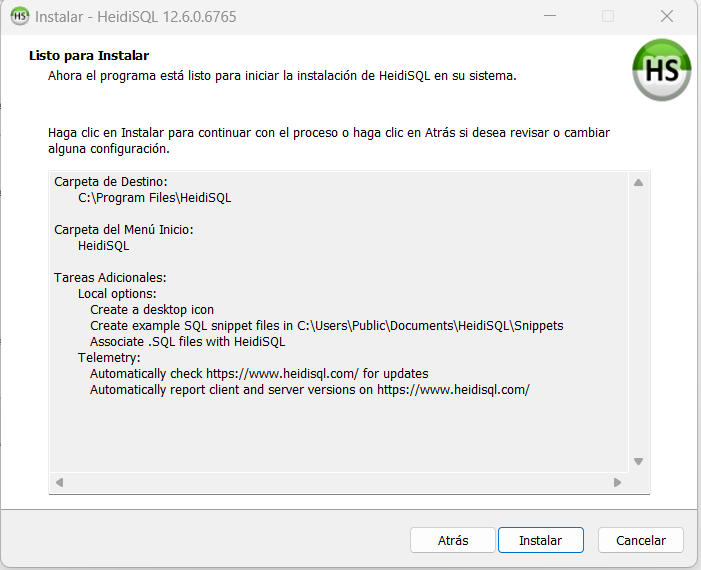 HS Instalar - HeidiSQL 12.6.0.6765
Listo para Instalar
Ahora el programa está listo para iniciar la instalación de HeidiSQL en su sistema.
HS
Haga clic en Instalar para continuar con el proceso o haga clic en Atrás si desea revisar o cambiar
alguna configuración.
Carpeta de Destino:
C:\Program Files\HeidiSQL
Carpeta del Menú Inicio:
HeidiSQL
Tareas Adicionales:
Local options:
Create a desktop icon
Create example SQL snippet files in C:\Users\Public\Documents\HeidiSQL\Snippets
Associate .SQL files with HeidiSQL
Telemetry:
Automatically check https://www.heidisql.com/ for updates
Automatically report client and server versions on https://www.heidisql.com/
Atrás Instalar Cancelar